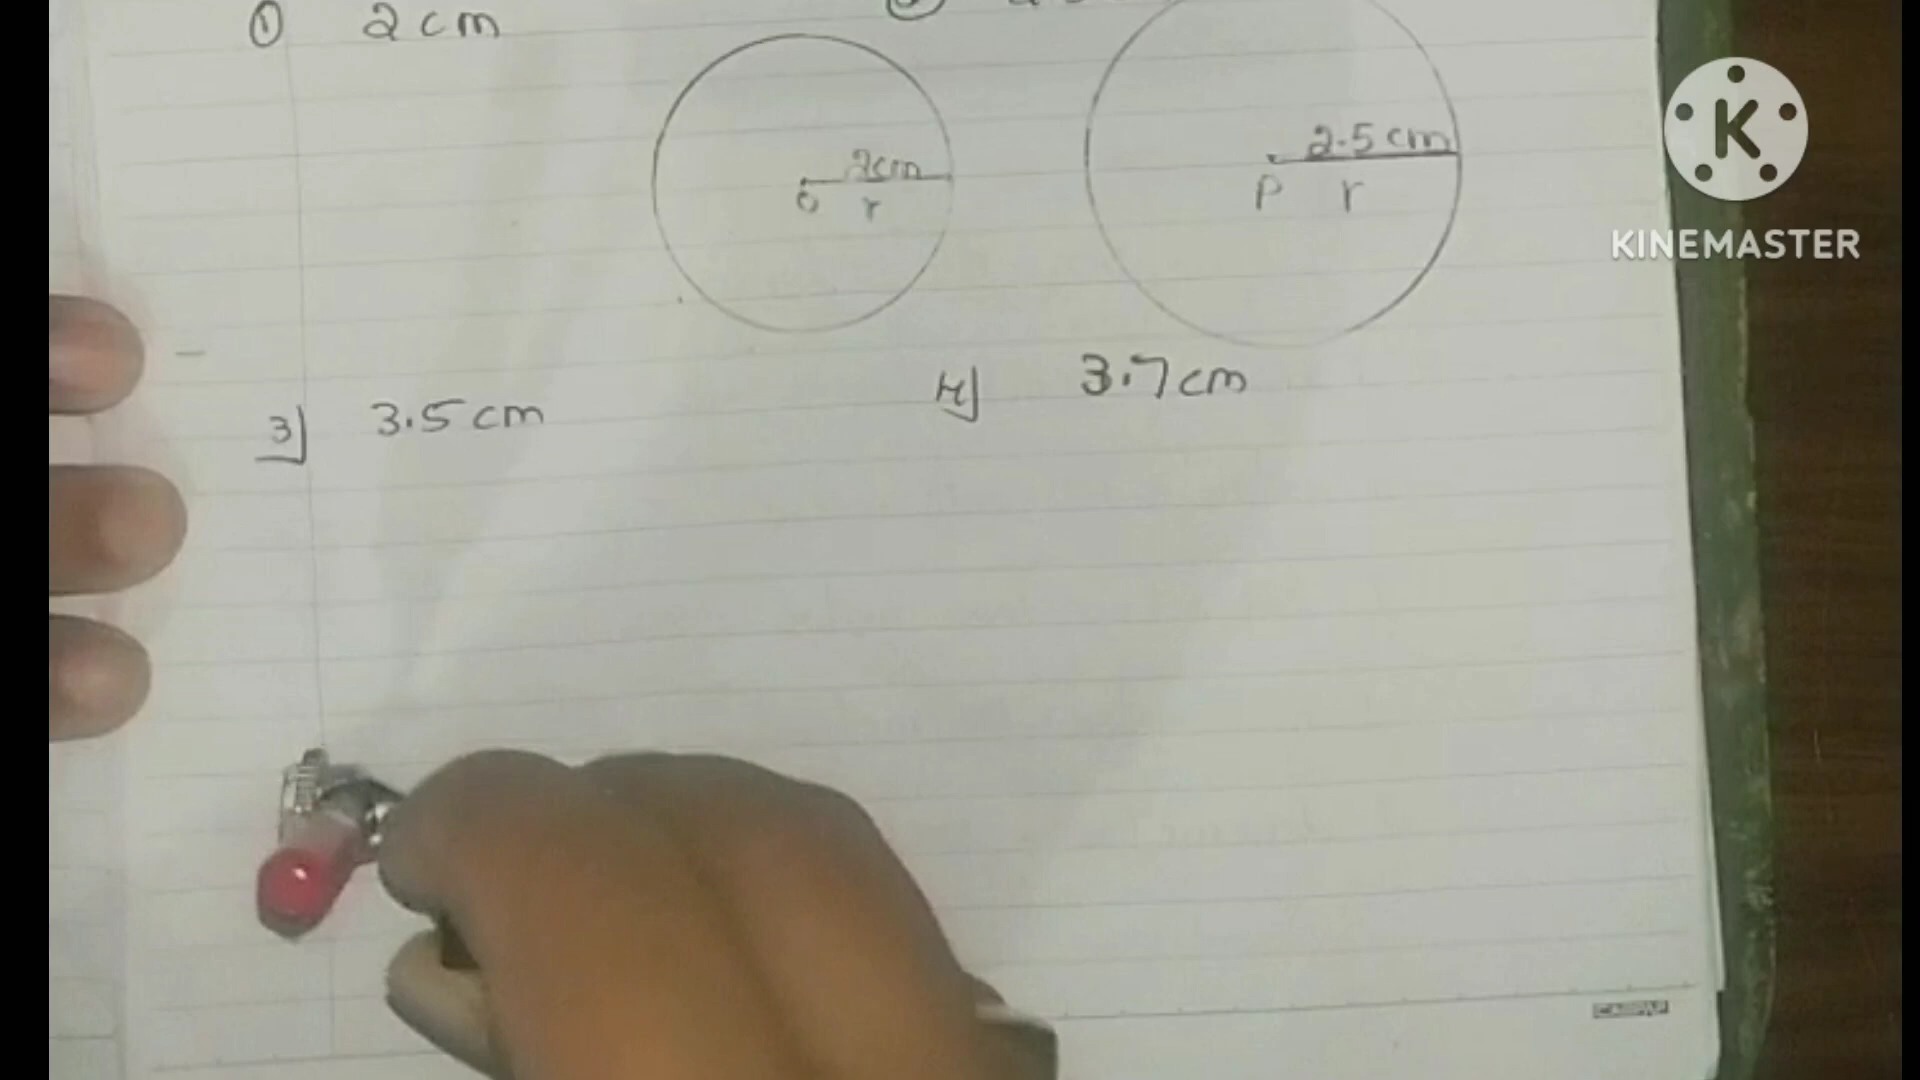 ① 2cm
2cm
O r
2.5 cm
P r
3) 3.5 cm
4) 3.7 cm
K
KINEMASTER